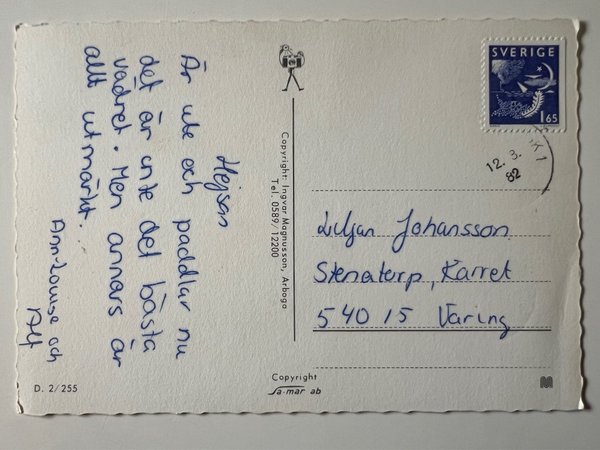 Hejsan
Är ute och paddlar nu
det är inte det bästa
vädret. Men annars är
allt utmärkt.
Ann-Louise och
Alf
D. 2/255
Copyright: Ingvar Magnusson, Arboga
Tel. 0589/12200
Copyright
Sa-mar ab
SVERIGE
1.65
K 1
12. 3.
82
Liljan Johansson
Stenatorp, Karret
540 15 Väring
M